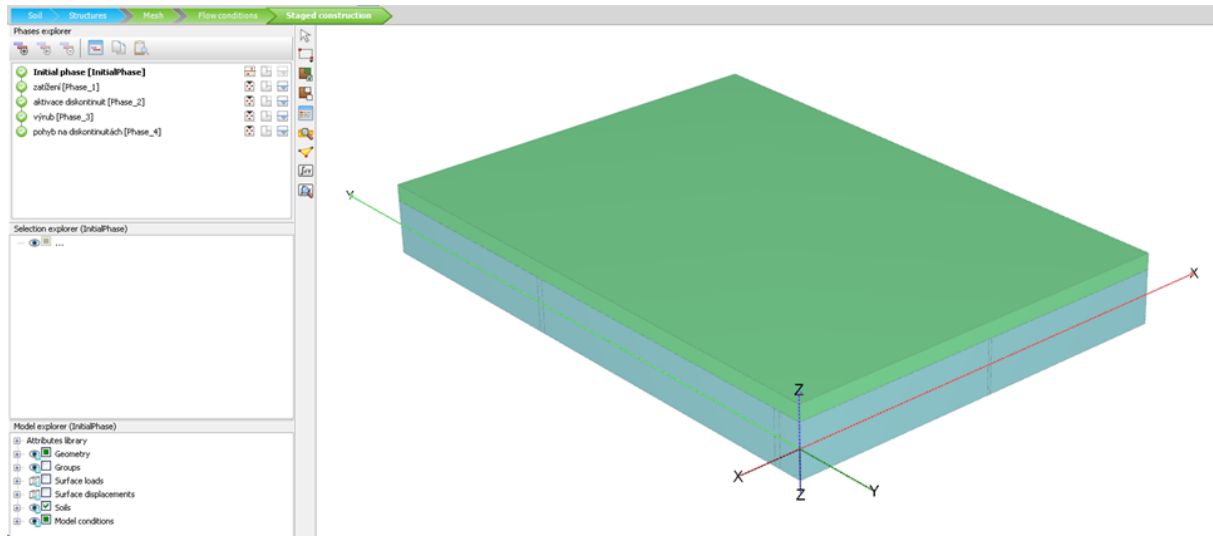 Soil Structures Mesh Flow conditions Staged construction
Phases explorer
Initial phase [InitialPhase]
zatížení [Phase_1]
aktivace diskontinuit [Phase_2]
výrub [Phase_3]
pohyb na diskontinuitách [Phase_4]
Selection explorer (InitialPhase)
...
Model explorer (InitialPhase)
Attributes library
Geometry
Groups
Surface loads
Surface displacements
Soils
Model conditions
Y
X
Z
X
Y
Z